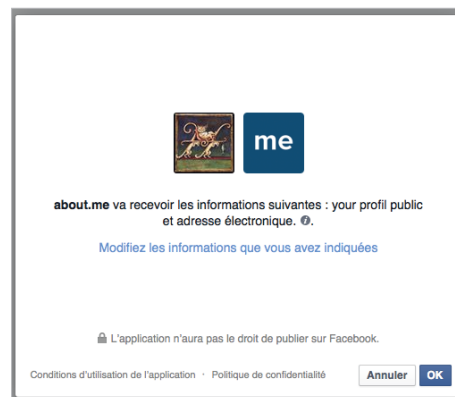 me
about.me va recevoir les informations suivantes : your profil public
et adresse électronique. i.
Modifiez les informations que vous avez indiquées
L'application n'aura pas le droit de publier sur Facebook.
Conditions d'utilisation de l'application · Politique de confidentialité Annuler OK